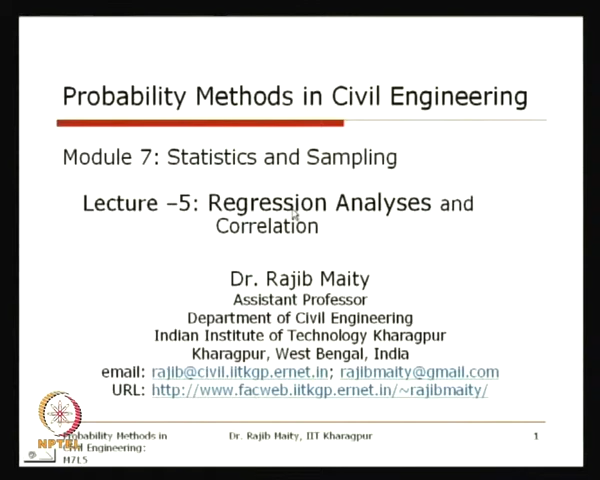 Probability Methods in Civil Engineering
Module 7: Statistics and Sampling
Lecture –5: Regression Analyses and
Correlation
Dr. Rajib Maity
Assistant Professor
Department of Civil Engineering
Indian Institute of Technology Kharagpur
Kharagpur, West Bengal, India
email: rajib@civil.iitkgp.ernet.in; rajibmaity@gmail.com
URL: http://www.facweb.iitkgp.ernet.in/~rajibmaity/
Probability Methods in
Civil Engineering:
M7L5
Dr. Rajib Maity, IIT Kharagpur
1
NPTEL